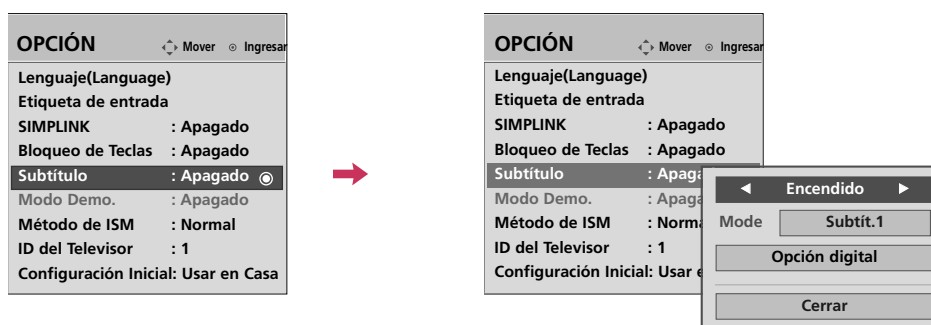 OPCIÓN Mover Ingresar
Lenguaje(Language)
Etiqueta de entrada
SIMPLINK : Apagado
Bloqueo de Teclas : Apagado
Subtítulo : Apagado
Modo Demo. : Apagado
Método de ISM : Normal
ID del Televisor : 1
Configuración Inicial: Usar en Casa
OPCIÓN Mover Ingresar
Lenguaje(Language)
Etiqueta de entrada
SIMPLINK : Apagado
Bloqueo de Teclas : Apagado
Subtítulo : Apaga
Modo Demo. : Apaga
Método de ISM : Norma
ID del Televisor : 1
Configuración Inicial: Usar e
Encendido
Mode Subtít.1
Opción digital
Cerrar